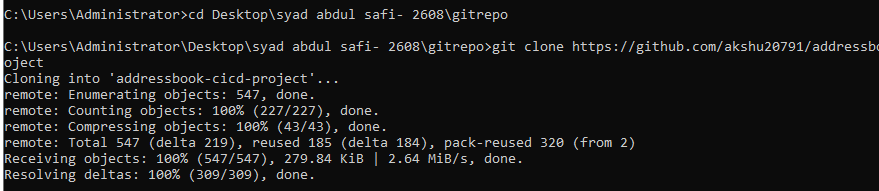 C:\Users\Administrator>cd Desktop\syad abdul safi- 2608\gitrepo
C:\Users\Administrator\Desktop\syad abdul safi- 2608\gitrepo>git clone https://github.com/akshu20791/addressbo
oject
Cloning into 'addressbook-cicd-project'...
remote: Enumerating objects: 547, done.
remote: Counting objects: 100% (227/227), done.
remote: Compressing objects: 100% (43/43), done.
remote: Total 547 (delta 219), reused 185 (delta 184), pack-reused 320 (from 2)
Receiving objects: 100% (547/547), 279.84 KiB | 2.64 MiB/s, done.
Resolving deltas: 100% (309/309), done.